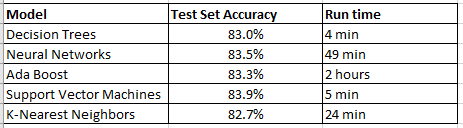 Model Test Set Accuracy Run time
Decision Trees 83.0% 4 min
Neural Networks 83.5% 49 min
Ada Boost 83.3% 2 hours
Support Vector Machines 83.9% 5 min
K-Nearest Neighbors 82.7% 24 min